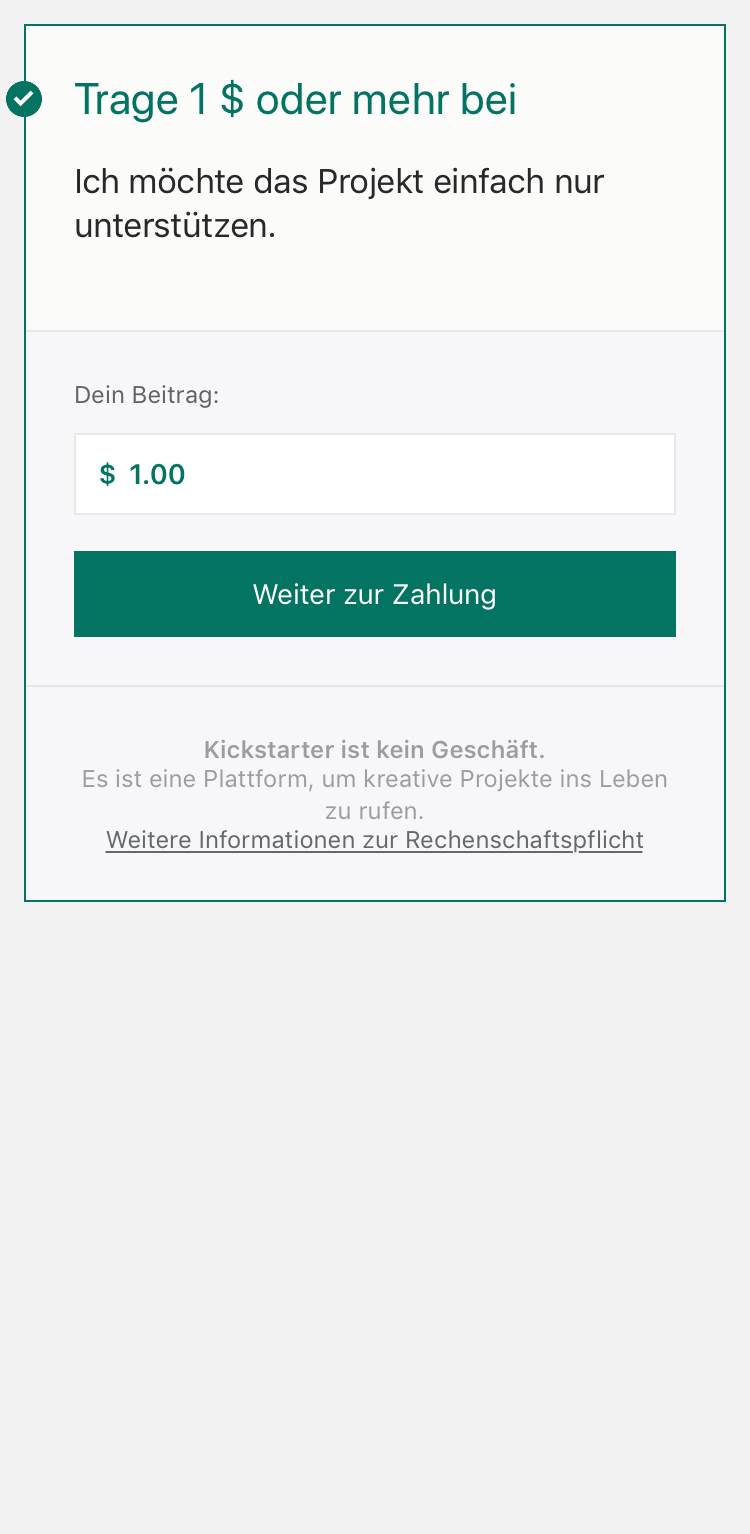 Trage 1 $ oder mehr bei
Ich möchte das Projekt einfach nur
unterstützen.
Dein Beitrag:
$ 1.00
Weiter zur Zahlung
Kickstarter ist kein Geschäft.
Es ist eine Plattform, um kreative Projekte ins Leben
zu rufen.
Weitere Informationen zur Rechenschaftspflicht